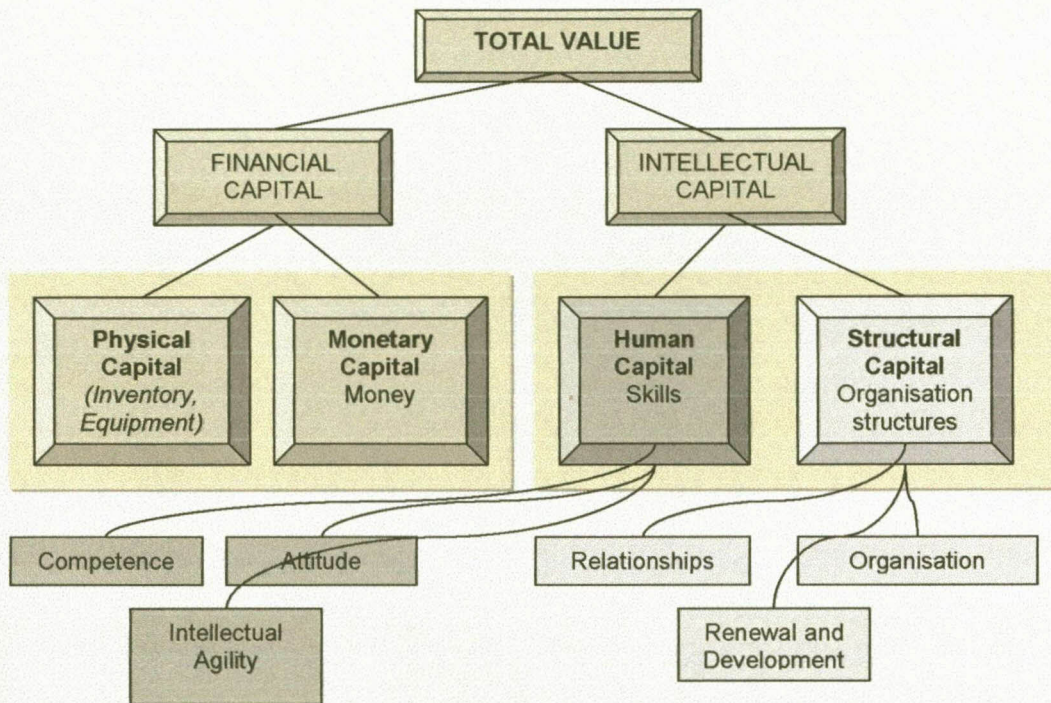 TOTAL VALUE
FINANCIAL
CAPITAL
INTELLECTUAL
CAPITAL
Physical
Capital
(Inventory,
Equipment)
Monetary
Capital
Money
Human
Capital
Skills
Structural
Capital
Organisation
structures
Competence
Attitude
Relationships
Organisation
Intellectual
Agility
Renewal and
Development